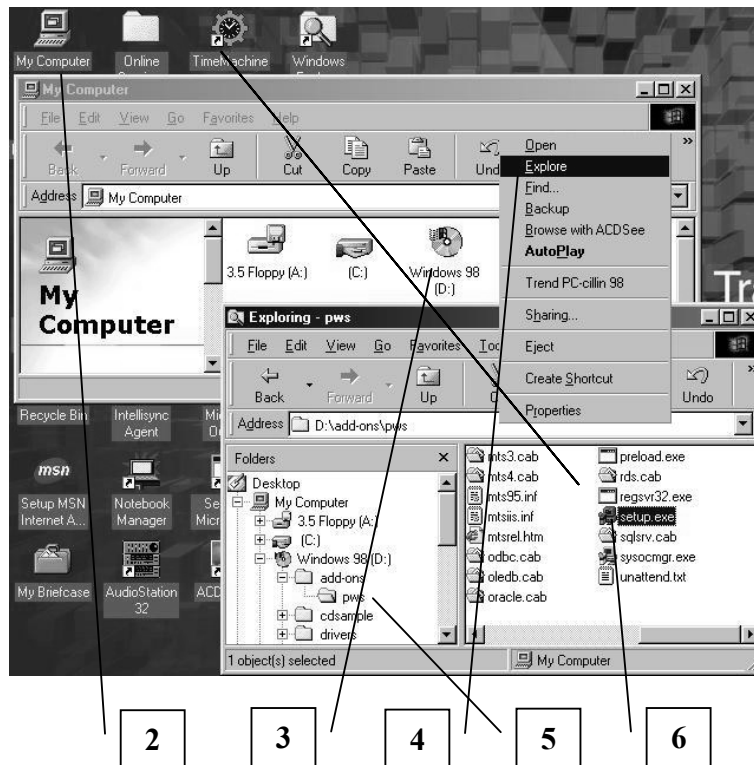 My Computer
Online
TimeMachine
Windows
My Computer
File Edit View Go Favorites Help
Back Forward Up Cut Copy Paste Und
Address My Computer
3.5 Floppy (A:)
(C:)
Windows 98
(D:)
My
Computer
Open
Explore
Find...
Backup
Browse with ACDSee
AutoPlay
Trend PC-cillin 98
Sharing...
Eject
Create Shortcut
Properties
Tr
Exploring - pws
File Edit View Go Favorites Too
Back Forward Up Undo
Address D:\add-ons\pws
Folders
Desktop
My Computer
3.5 Floppy (A:)
(C:)
Windows 98 (D:)
add-ons
pws
cdsample
drivers
mts3.cab
mts4.cab
mts95.inf
mtsiis.inf
mtsrel.htm
odbc.cab
oledb.cab
oracle.cab
preload.exe
rds.cab
regsvr32.exe
setup.exe
sqlsrv.cab
sysocmgr.exe
unattend.txt
1 object(s) selected
My Computer
Recycle Bin
Intellisync
Agent
msn
Setup MSN
Internet A...
Notebook
Manager
My Briefcase
AudioStation
32
ACD
2 3 4 5 6